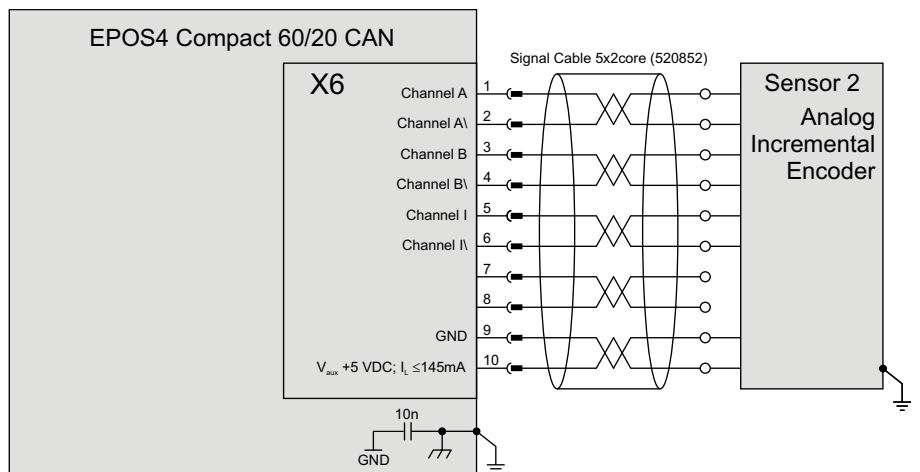 EPOS4 Compact 60/20 CAN
Signal Cable 5x2core (520852)
X6
Sensor 2
Analog
Incremental
Encoder
Channel A 1
Channel A\ 2
Channel B 3
Channel B\ 4
Channel I 5
Channel I\ 6
7
8
GND 9
Vaux +5 VDC; IL ≤145mA 10
10n
GND